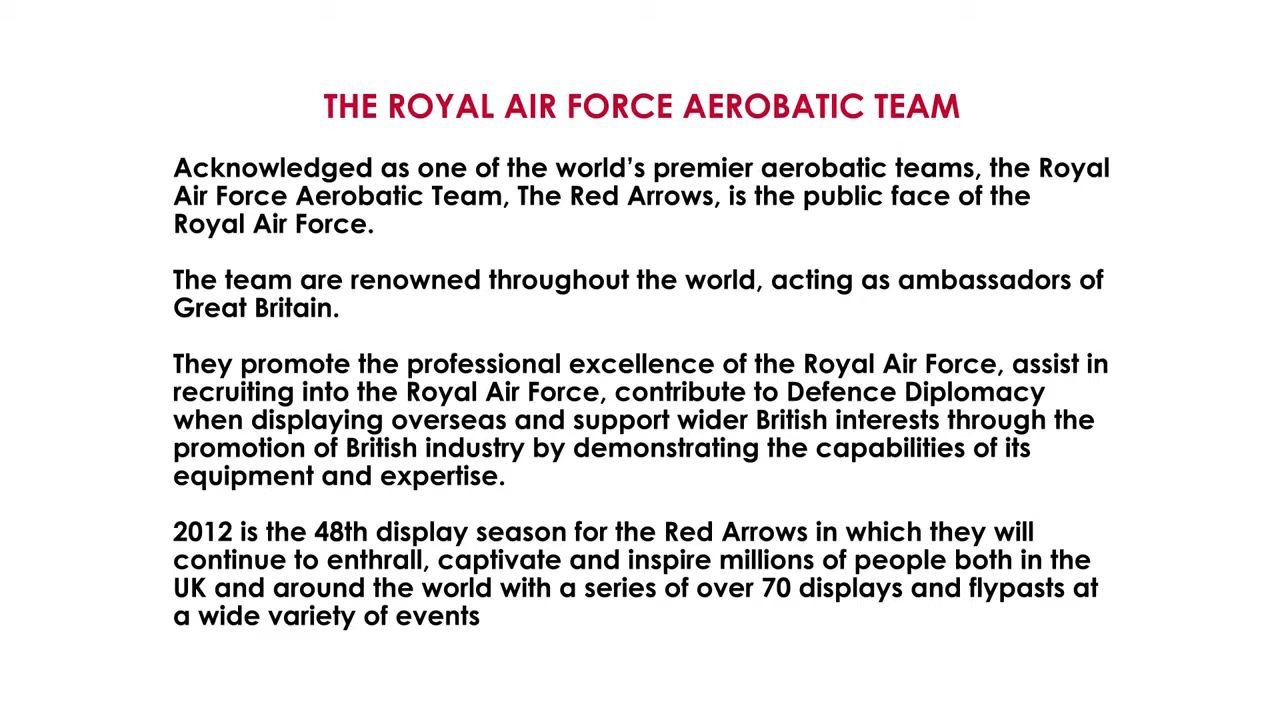 THE ROYAL AIR FORCE AEROBATIC TEAM
Acknowledged as one of the world’s premier aerobatic teams, the Royal
Air Force Aerobatic Team, The Red Arrows, is the public face of the
Royal Air Force.
The team are renowned throughout the world, acting as ambassadors of
Great Britain.
They promote the professional excellence of the Royal Air Force, assist in
recruiting into the Royal Air Force, contribute to Defence Diplomacy
when displaying overseas and support wider British interests through the
promotion of British industry by demonstrating the capabilities of its
equipment and expertise.
2012 is the 48th display season for the Red Arrows in which they will
continue to enthrall, captivate and inspire millions of people both in the
UK and around the world with a series of over 70 displays and flypasts at
a wide variety of events